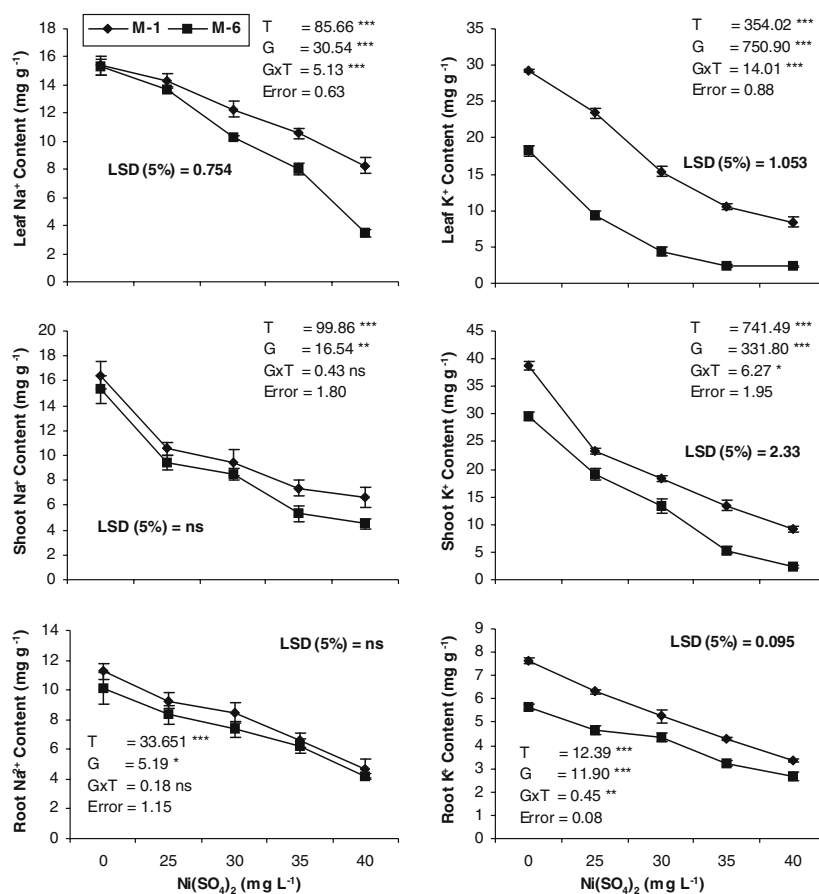 M-1 M-6
T = 85.66 ***
G = 30.54 ***
GxT = 5.13 ***
Error = 0.63
LSD (5%) = 0.754
Leaf Na⁺ Content (mg g⁻¹)
18
16
14
12
10
8
6
4
2
0
T = 354.02 ***
G = 750.90 ***
GxT = 14.01 ***
Error = 0.88
LSD (5%) = 1.053
Leaf K⁺ Content (mg g⁻¹)
35
30
25
20
15
10
5
0
T = 99.86 ***
G = 16.54 **
GxT = 0.43 ns
Error = 1.80
LSD (5%) = ns
Shoot Na⁺ Content (mg g⁻¹)
20
18
16
14
12
10
8
6
4
2
0
T = 741.49 ***
G = 331.80 ***
GxT = 6.27 *
Error = 1.95
LSD (5%) = 2.33
Shoot K⁺ Content (mg g⁻¹)
45
40
35
30
25
20
15
10
5
0
LSD (5%) = ns
T = 33.651 ***
G = 5.19 *
GxT = 0.18 ns
Error = 1.15
Root Na²⁺ Content (mg g⁻¹)
14
12
10
8
6
4
2
0
0 25 30 35 40
Ni(SO₄)₂ (mg L⁻¹)
LSD (5%) = 0.095
T = 12.39 ***
G = 11.90 ***
GxT = 0.45 **
Error = 0.08
Root K⁺ Content (mg g⁻¹)
9
8
7
6
5
4
3
2
1
0
0 25 30 35 40
Ni(SO₄)₂ (mg L⁻¹)